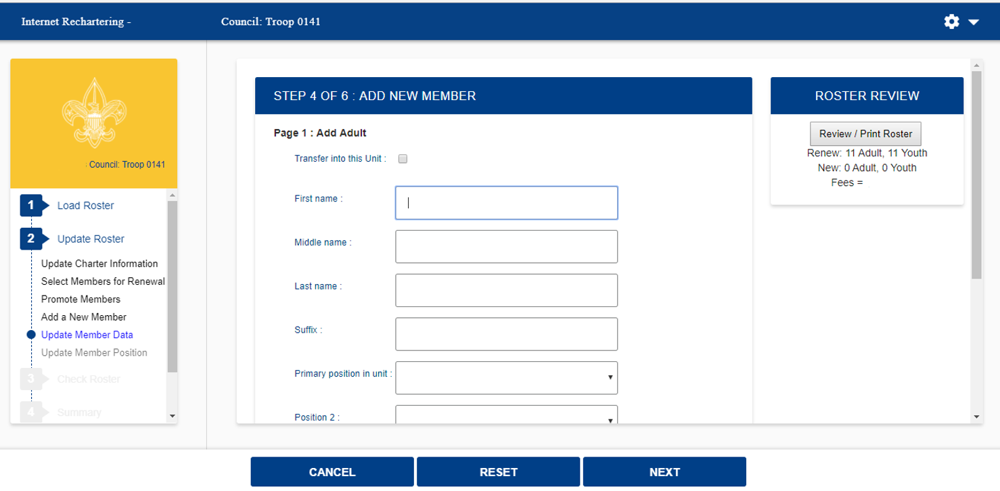 Internet Rechartering -
Council: Troop 0141
Council: Troop 0141
1 Load Roster
2 Update Roster
Update Charter Information
Select Members for Renewal
Promote Members
Add a New Member
Update Member Data
Update Member Position
3 Check Roster
4 Summary
STEP 4 OF 6 : ADD NEW MEMBER
Page 1 : Add Adult
Transfer into this Unit :
First name :
Middle name :
Last name :
Suffix :
Primary position in unit :
Position 2 :
ROSTER REVIEW
Review / Print Roster
Renew: 11 Adult, 11 Youth
New: 0 Adult, 0 Youth
Fees =
CANCEL
RESET
NEXT